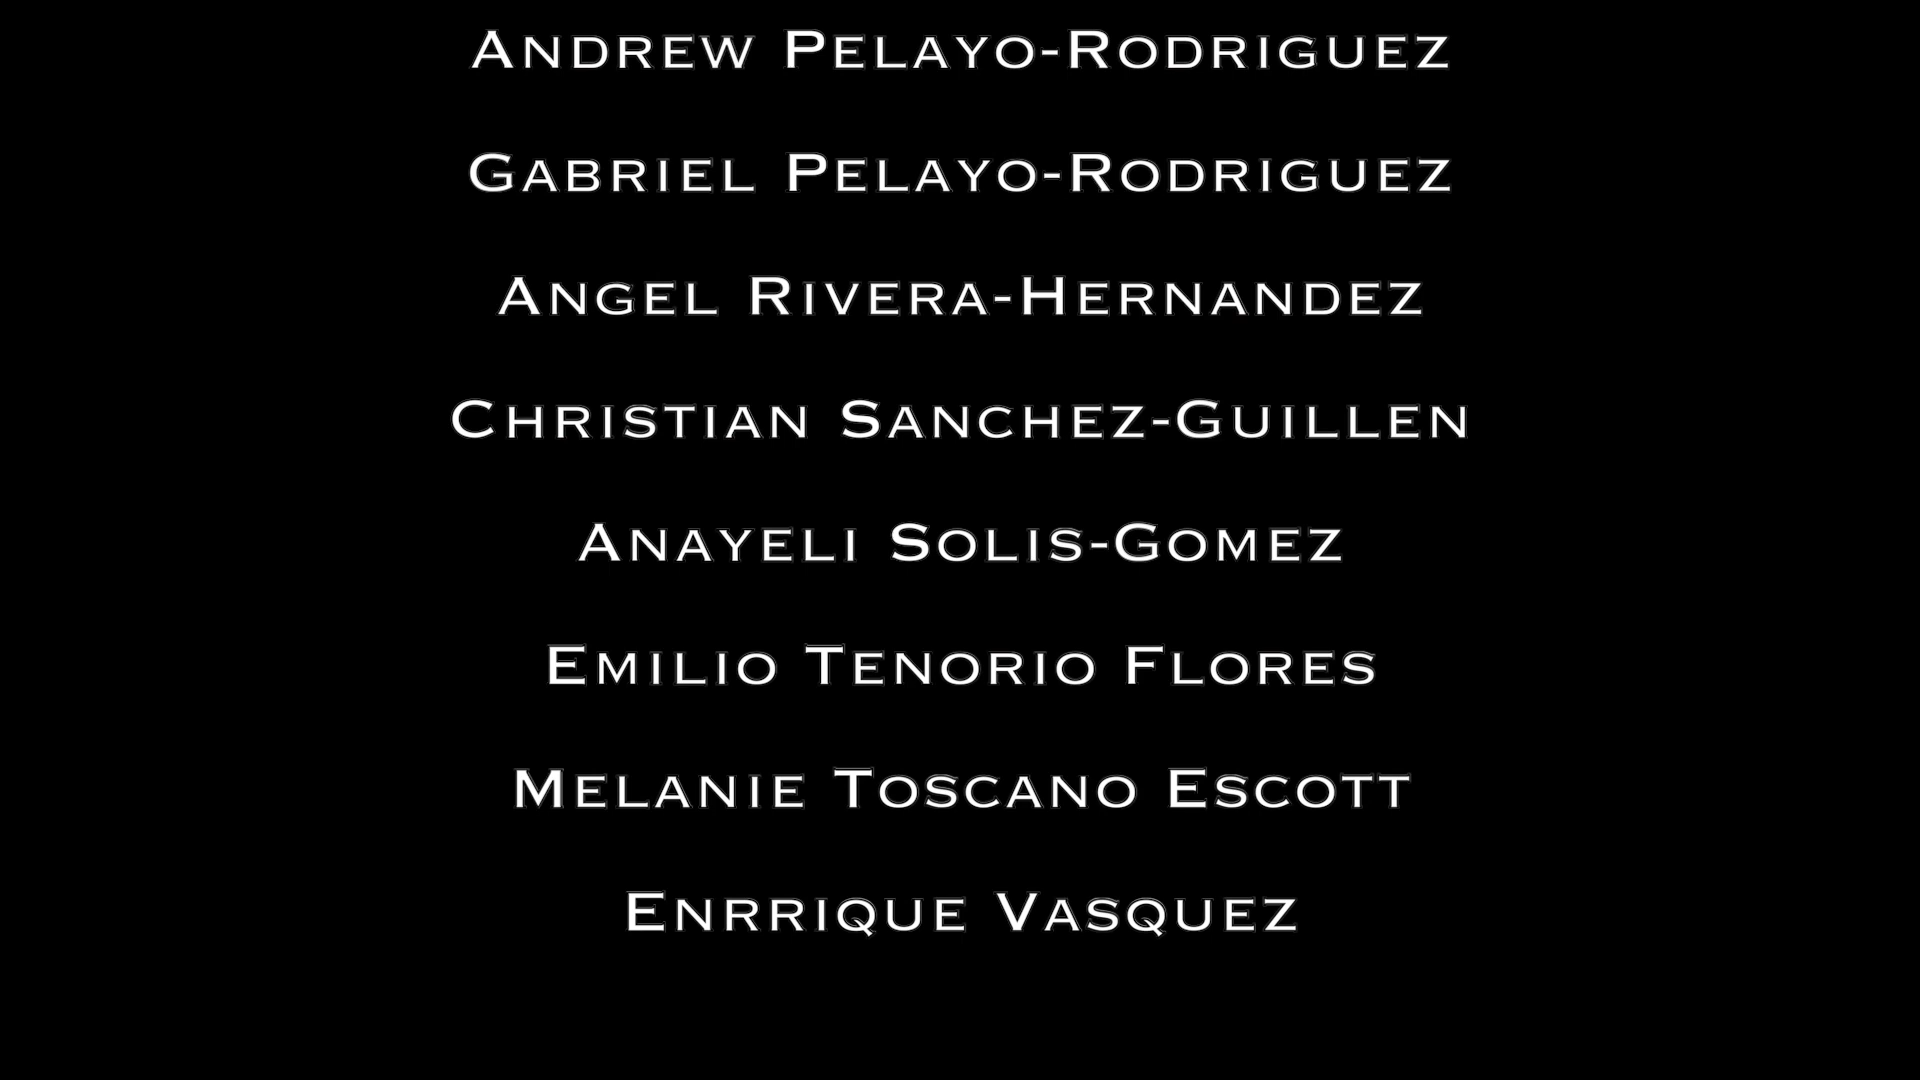 Andrew Pelayo-Rodriguez
Gabriel Pelayo-Rodriguez
Angel Rivera-Hernandez
Christian Sanchez-Guillen
Anayeli Solis-Gomez
Emilio Tenorio Flores
Melanie Toscano Escott
Enrrique Vasquez